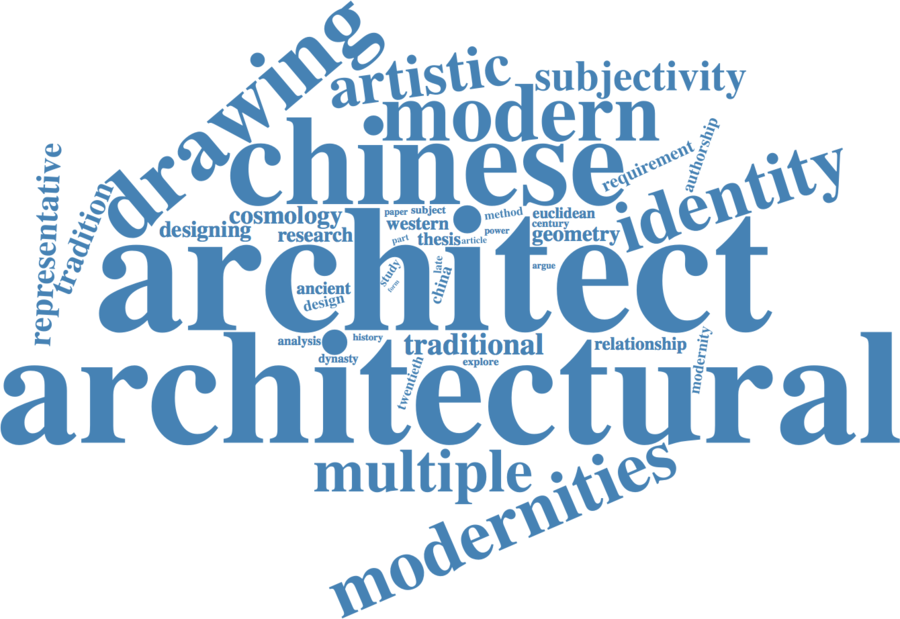 drawing
artistic
subjectivity
modern
chinese
requirement
authorship
identity
representative
tradition
designing
cosmology
paper
subject
method
euclidean
research
western
power
century
geometry
part
thesis
article
architect
argue
study
form
late
china
ancient
design
analysis
history
dynasty
traditional
explore
relationship
twentieth
modernity
architectural
multiple
modernities